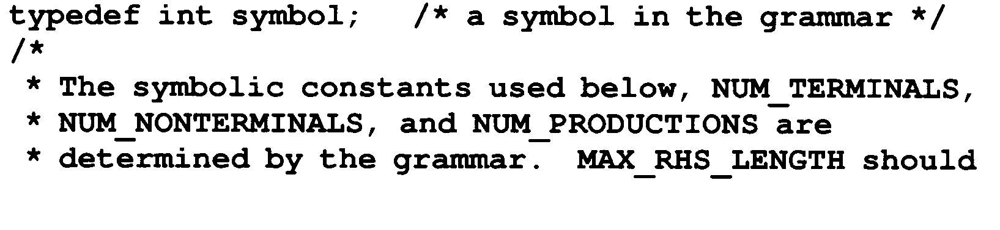 typedef int symbol;   /* a symbol in the grammar */
/*
 * The symbolic constants used below, NUM_TERMINALS,
 * NUM_NONTERMINALS, and NUM_PRODUCTIONS are
 * determined by the grammar.  MAX_RHS_LENGTH should